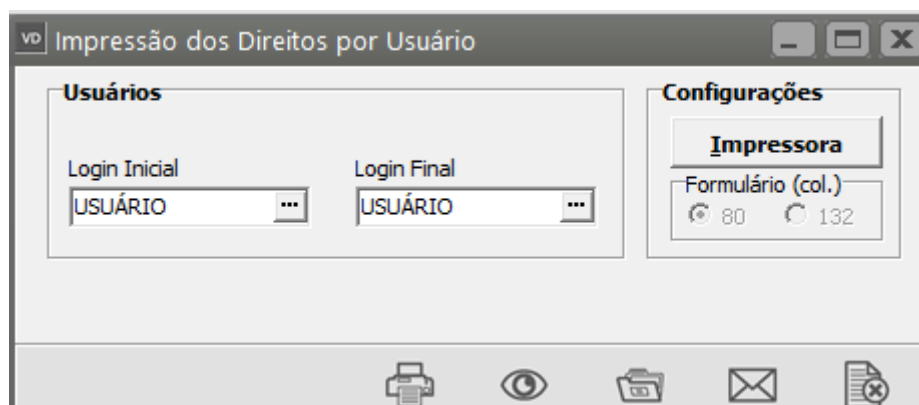 VD Impressão dos Direitos por Usuário
Usuários
Login Inicial
USUÁRIO ...
Login Final
USUÁRIO ...
Configurações
Impressora
Formulário (col.)
80 132